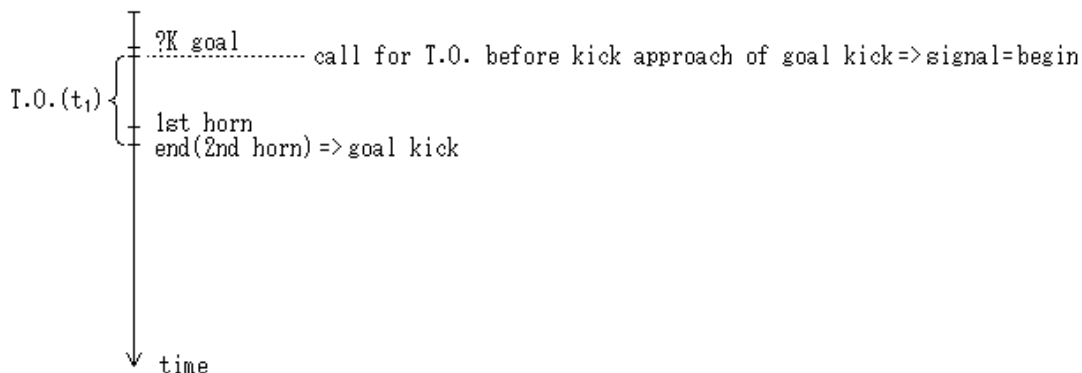 ?K goal
call for T.O. before kick approach of goal kick=>signal=begin
T.O.(t₁)
1st horn
end(2nd horn)=>goal kick
time